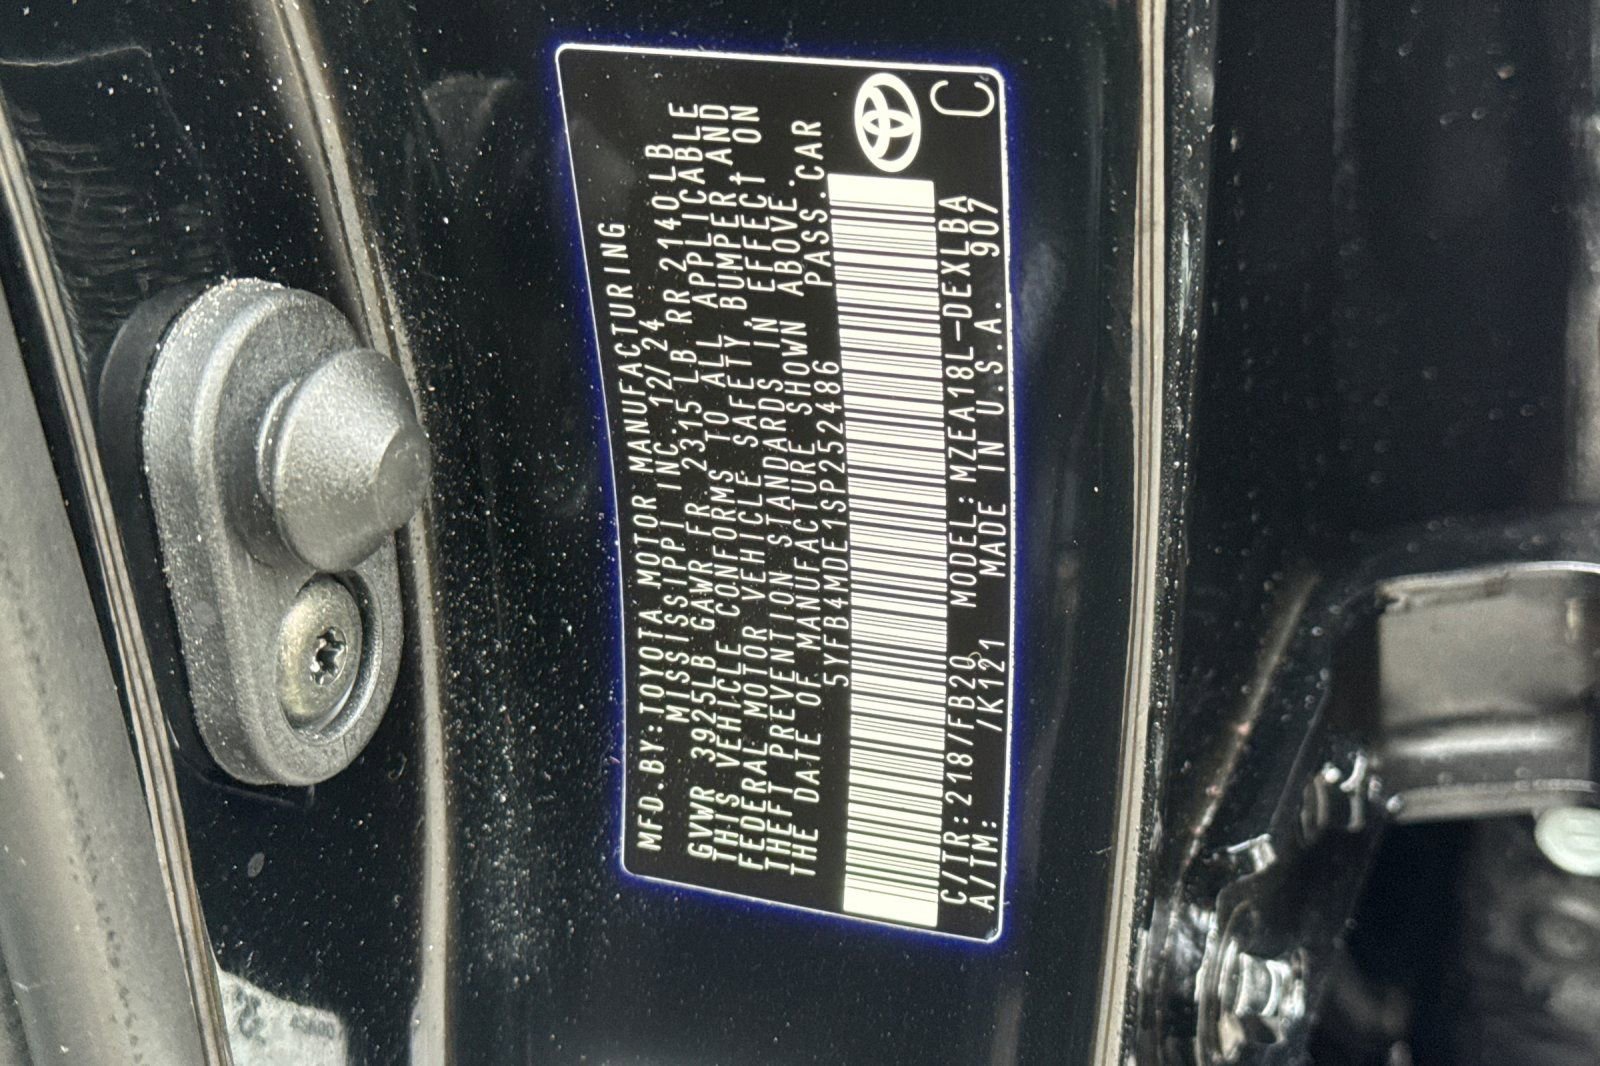 MFD.BY:TOYOTA MOTOR MANUFACTURING
MISSISSIPPI INC. 12/24
GVWR 3925LB GAWR FR 2315 LB RR 2140 LB
THIS VEHICLE CONFORMS TO ALL APPLICABLE
FEDERAL MOTOR VEHICLE SAFETY, BUMPER AND
THEFT PREVENTION STANDARDS IN EFFECT ON
THE DATE OF MANUFACTURE SHOWN ABOVE.
5YFB4MDE1SP252486 PASS.CAR
C/TR:218/FB20 MODEL:MZEA18L-DEXLBA
A/TM: /K121 MADE IN U.S.A. 907
C